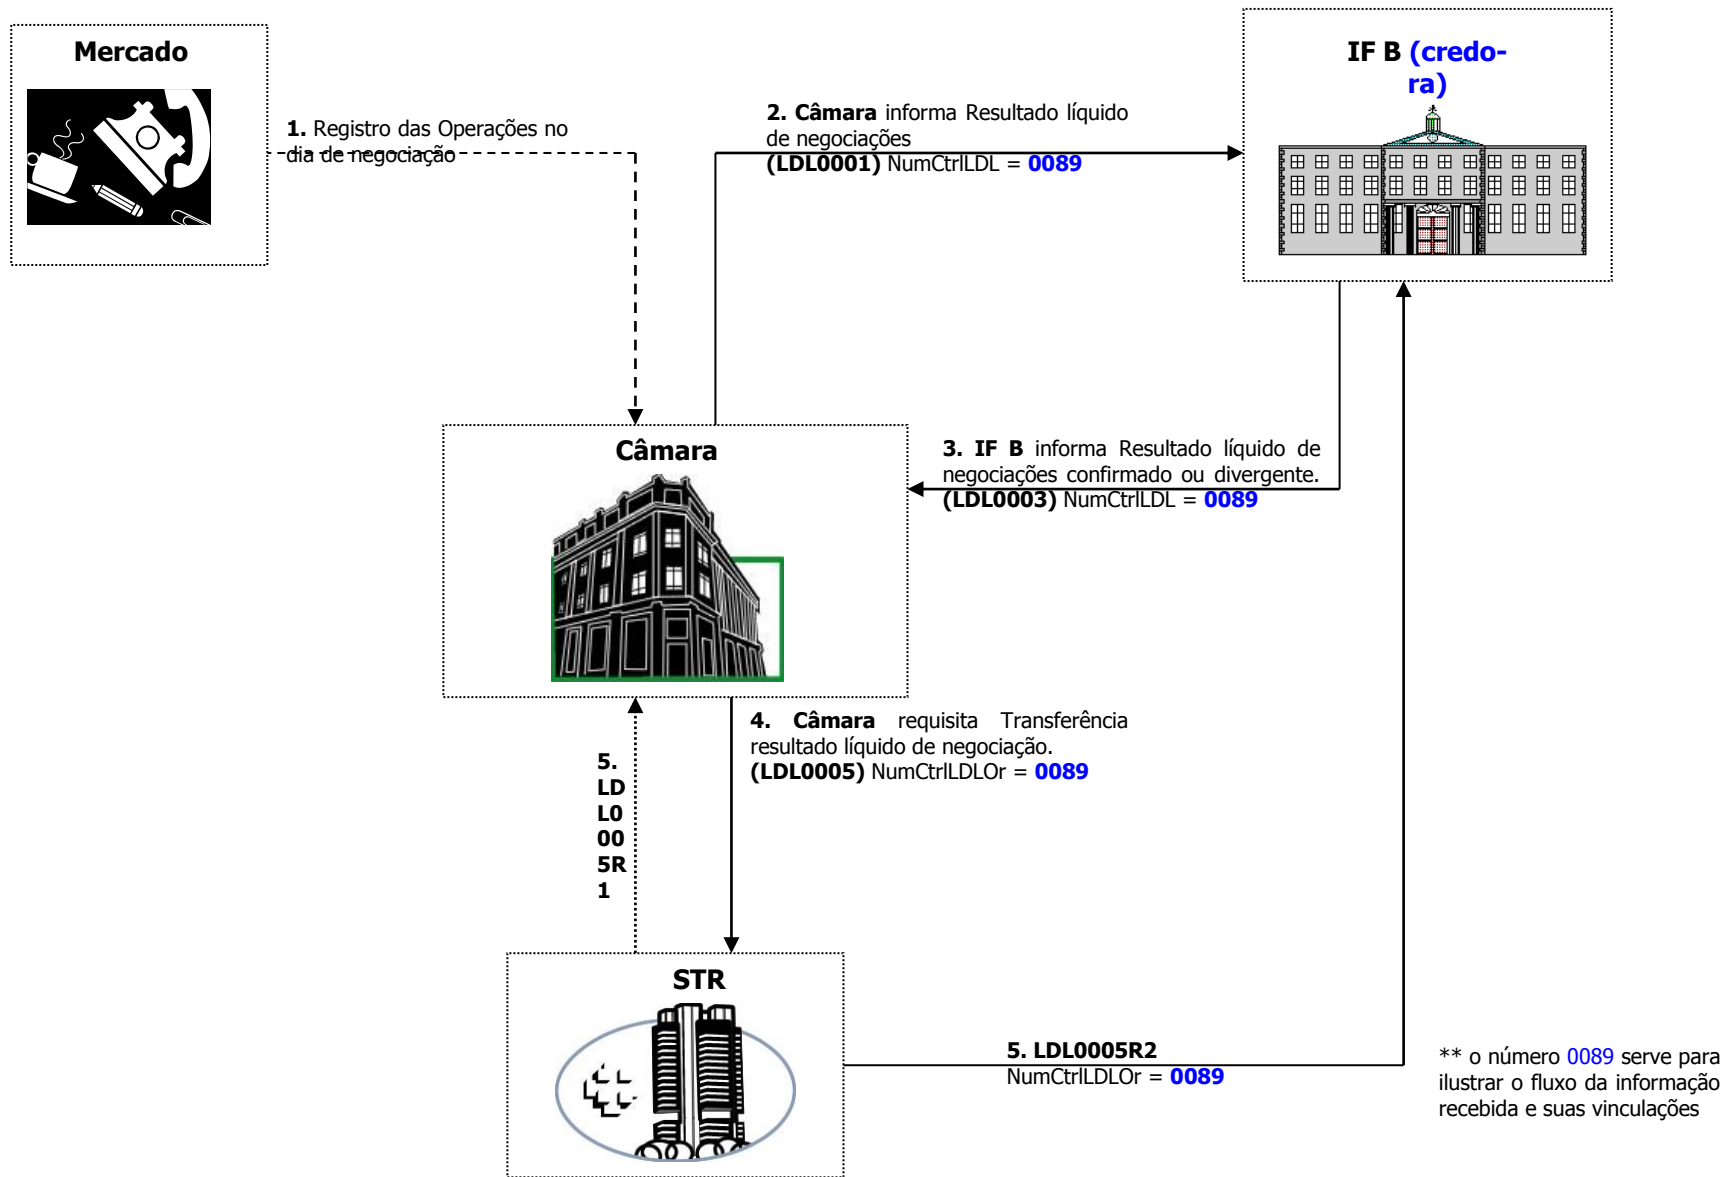 Mercado
1. Registro das Operações no
dia de negociação
2. Câmara informa Resultado líquido
de negociações
(LDL0001) NumCtrlLDL = 0089
IF B (credo-
ra)
Câmara
3. IF B informa Resultado líquido de
negociações confirmado ou divergente.
(LDL0003) NumCtrlLDL = 0089
4. Câmara requisita Transferência
resultado líquido de negociação.
(LDL0005) NumCtrlLDLOr = 0089
5.
LD
L0
00
5R
1
STR
5. LDL0005R2
NumCtrlLDLOr = 0089
** o número 0089 serve para
ilustrar o fluxo da informação
recebida e suas vinculações